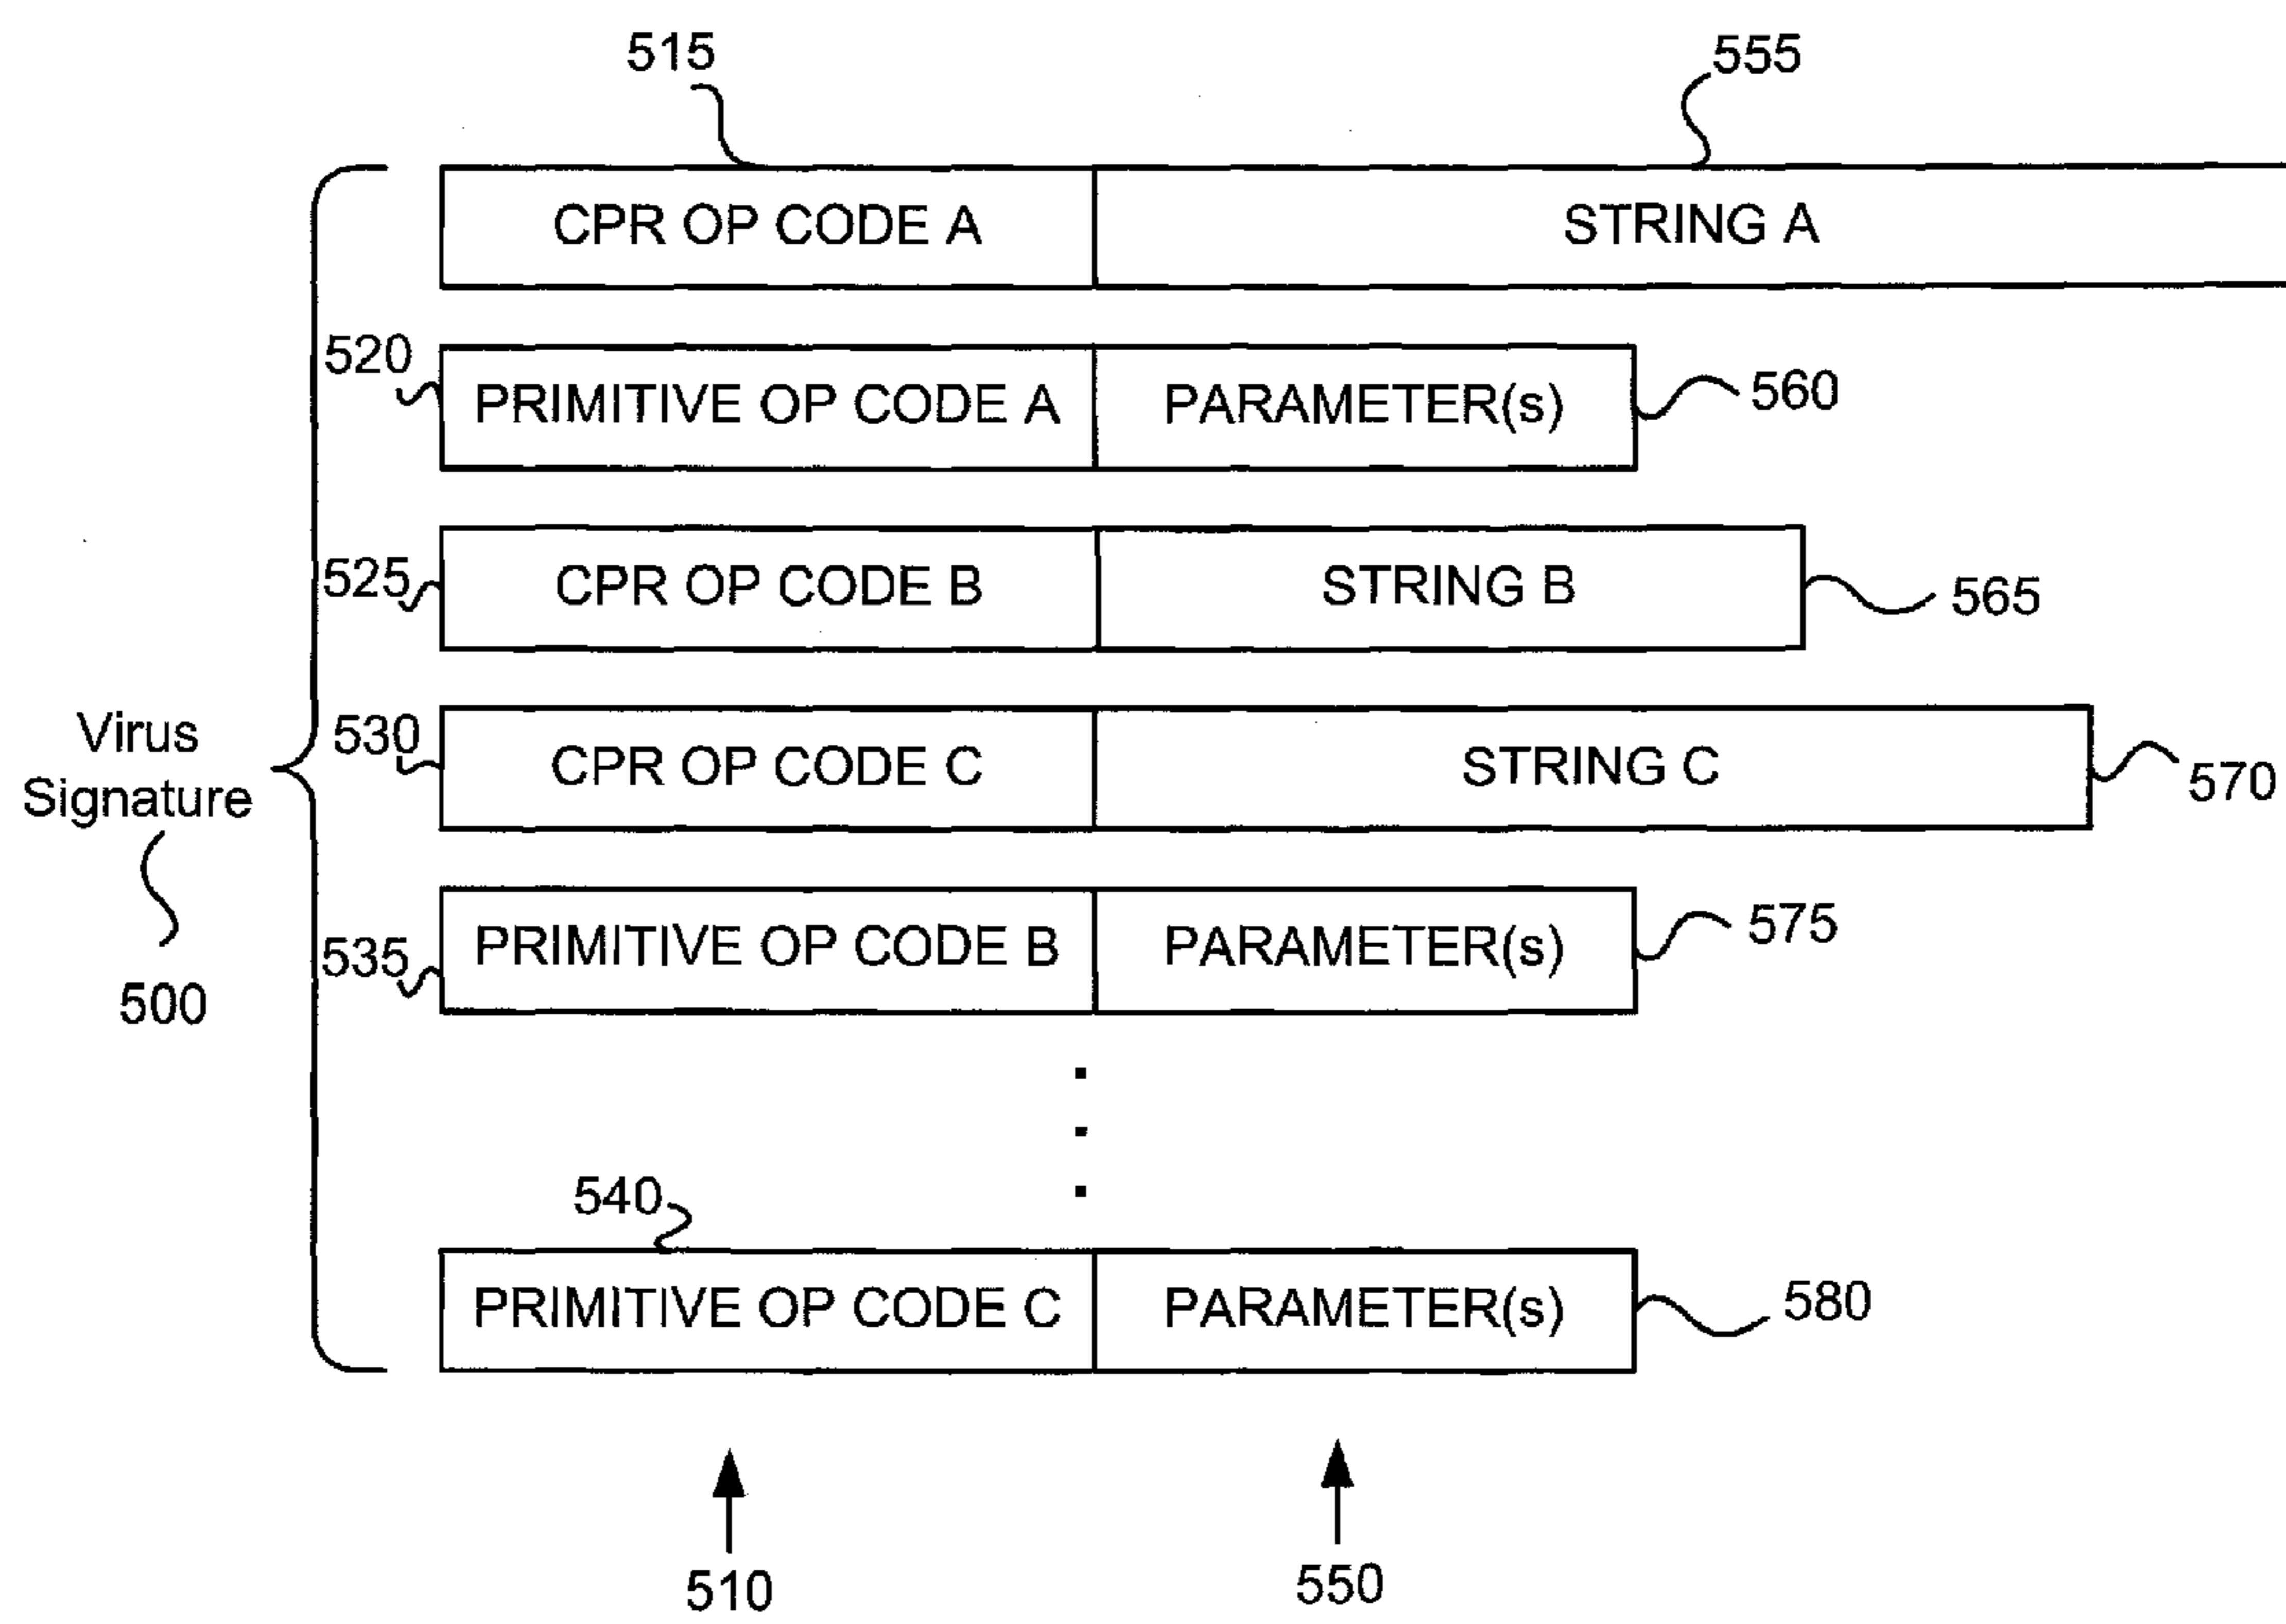 515
555
CPR OP CODE A
STRING A
520
PRIMITIVE OP CODE A
PARAMETER(s)
560
525
CPR OP CODE B
STRING B
565
Virus
Signature
500
530
CPR OP CODE C
STRING C
570
535
PRIMITIVE OP CODE B
PARAMETER(s)
575
540
PRIMITIVE OP CODE C
PARAMETER(s)
580
510
550